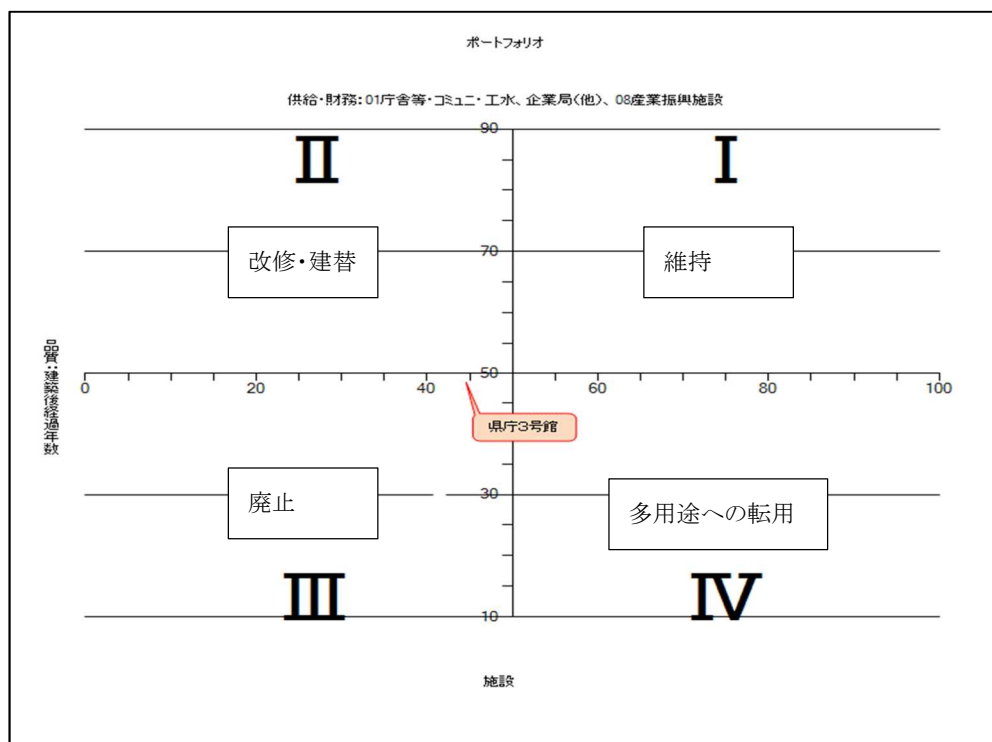 ポートフォリオ
供給・財務：01庁舎等・コミュニ・工水、企業局(他)、08産業振興施設
90
Ⅱ
Ⅰ
改修・建替
70
維持
品質：建築後経過年数
50
0
20
40
60
80
100
県庁3号館
廃止
30
多用途への転用
Ⅲ
Ⅳ
10
施設